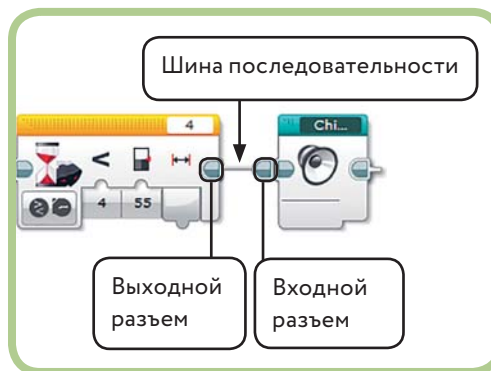 Шина последовательности
4
Chi...
<
4
55
Выходной
разъем
Входной
разъем